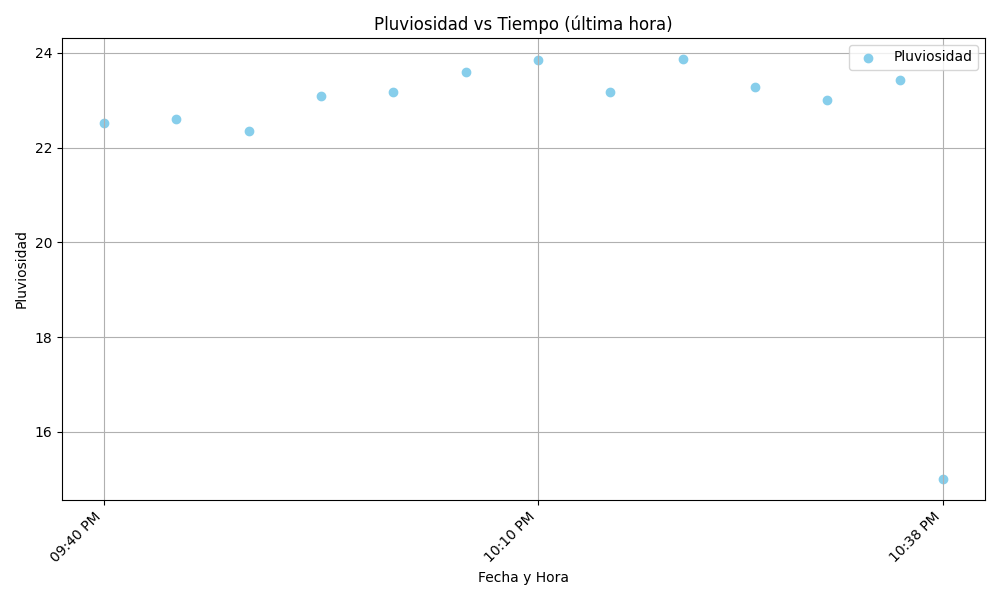 Pluviosidad vs Tiempo (última hora)
Pluviosidad
24
22
20
18
16
Pluviosidad
09:40 PM
10:10 PM
10:38 PM
Fecha y Hora